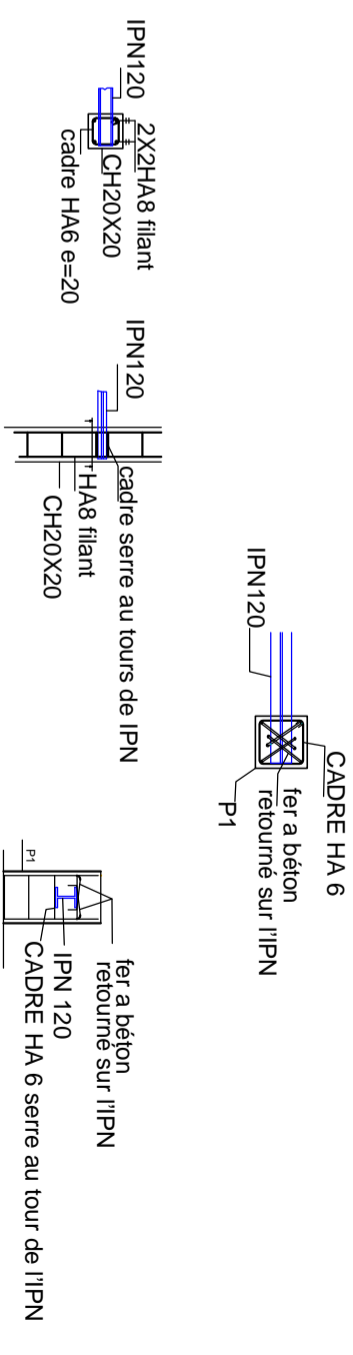 IPN120
2X2HA8 filant
CH20X20
cadre HA6 e=20
IPN120
cadre serre au tours de IPN
HA8 filant
CH20X20
IPN120
CADRE HA 6
fer a béton
retourné sur l'IPN
P1
P1
fer a béton
retourné sur l'IPN
IPN 120
CADRE HA 6 serre au tour de l'IPN